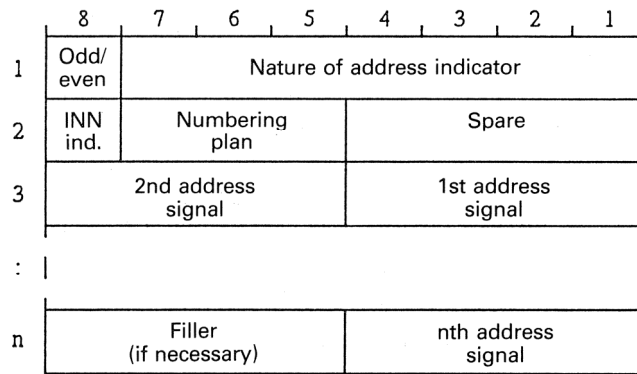 8 7 6 5 4 3 2 1
1 Odd/ even Nature of address indicator
2 INN ind. Numbering plan Spare
3 2nd address signal 1st address signal
:
n Filler (if necessary) nth address signal